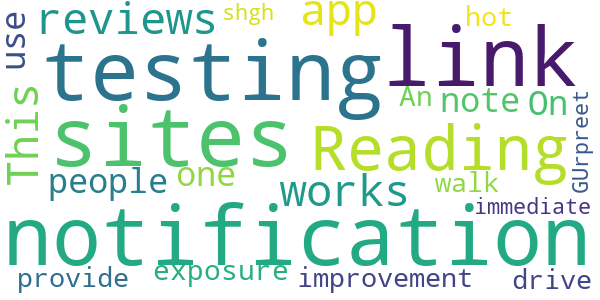 reviews shgh app hot
use testing link
This sites An note On
Reading
people one works walk GUrpreet
notification immediate
provide exposure improvement drive